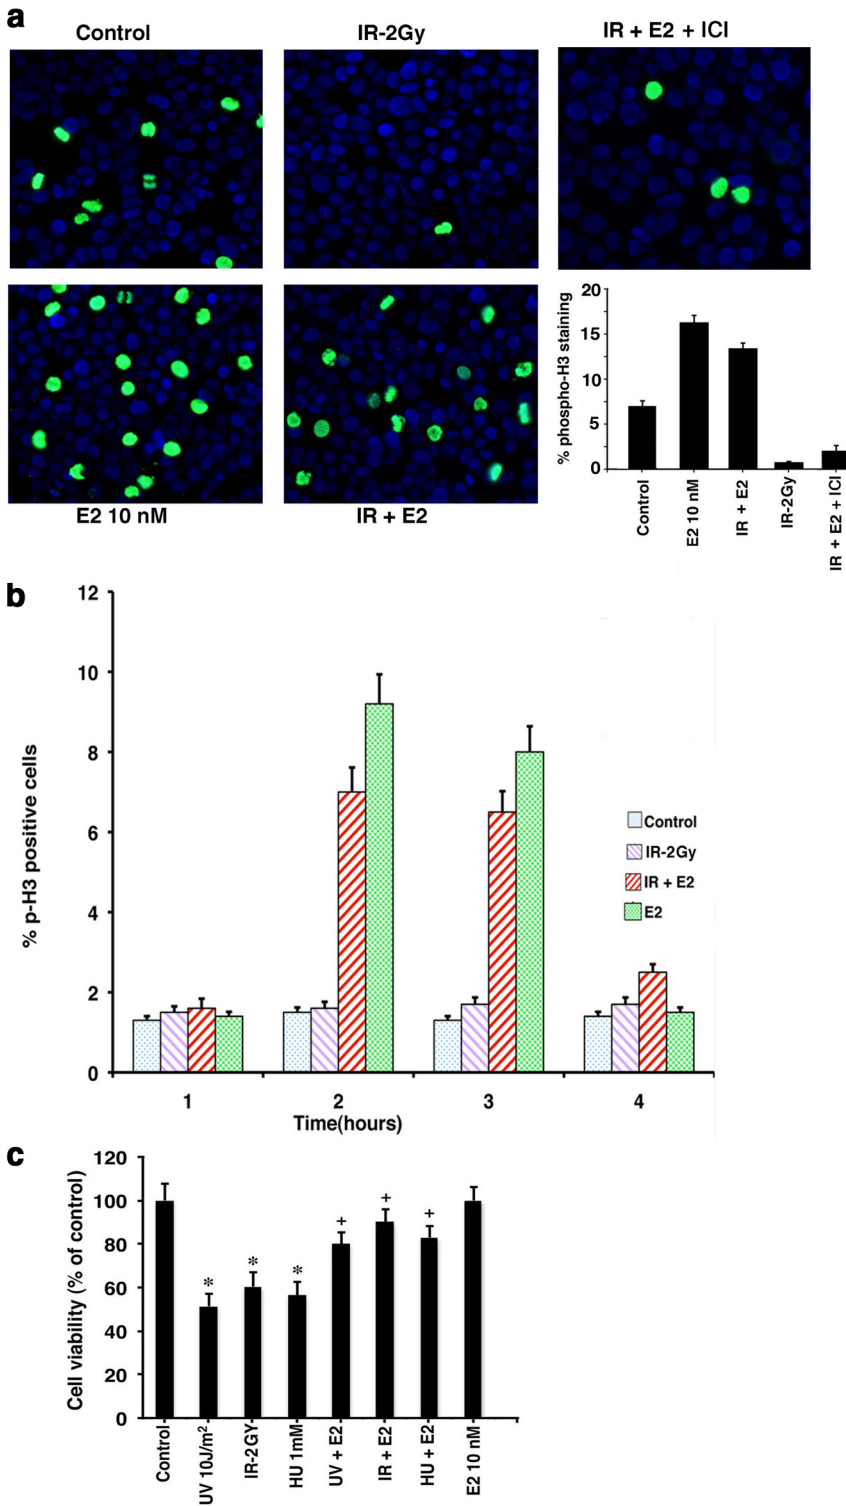 a
Control
IR-2Gy
IR + E2 + ICI
E2 10 nM
IR + E2
% phospho-H3 staining
20
15
10
5
0
Control
E2 10 nM
IR + E2
IR-2Gy
IR + E2 + ICI
b
% p-H3 positive cells
12
10
8
6
4
2
0
Control
IR-2Gy
IR + E2
E2
1
2
3
4
Time(hours)
c
Cell viability (% of control)
120
100
80
60
40
20
0
*
*
*
+
+
+
Control
UV 10J/m²
IR-2GY
HU 1mM
UV + E2
IR + E2
HU + E2
E2 10 nM